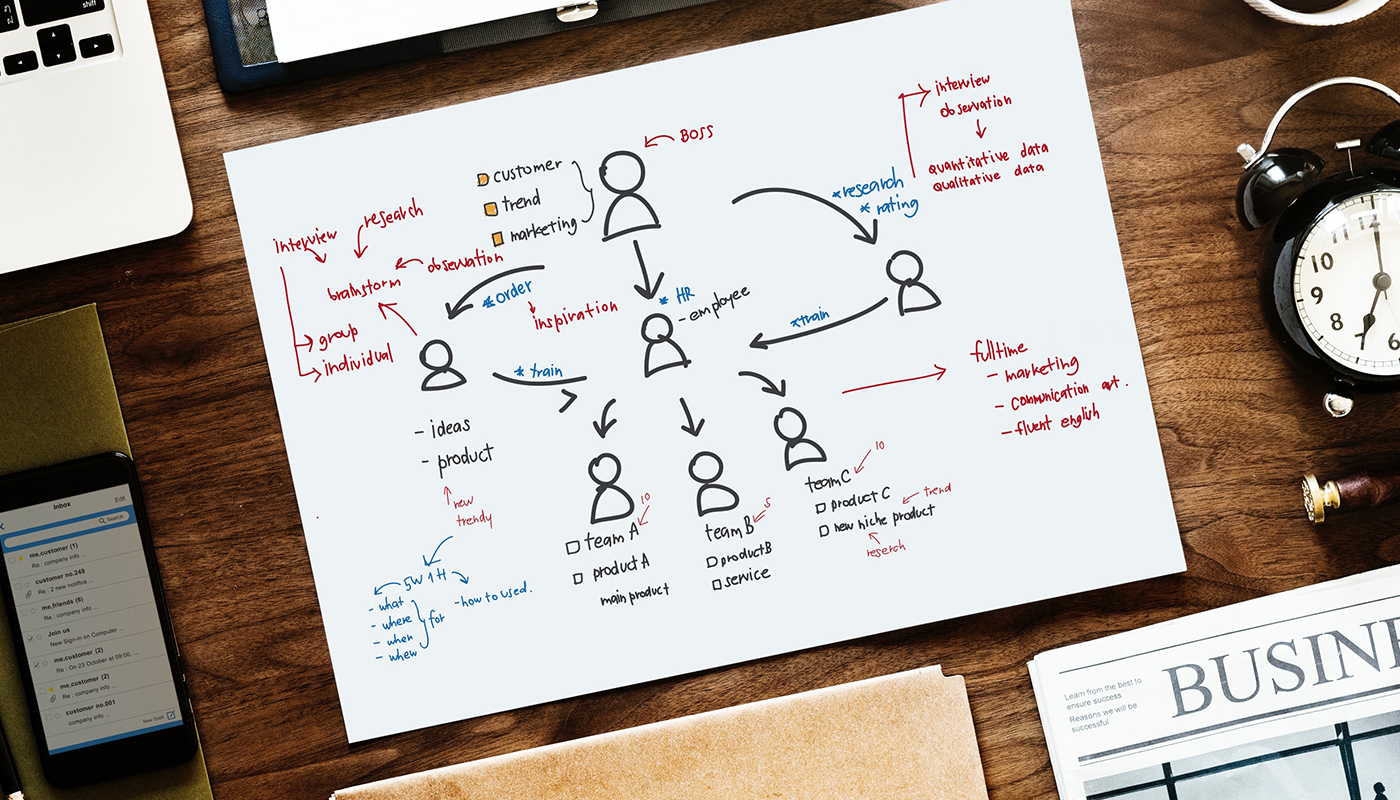 shift
BOSS
customer
trend
marketing
interview
observation
quantitative data
qualitative data
*research
* rating
interview
research
observation
brainstorm
group
individual
*order
inspiration
* HR
- employee
*train
* train
- ideas
- product
new
trendy
5W 1H
- what
- where
- when
- whew
for
- how to used.
10
team A
product A
main product
5
team B
product B
service
10
team C
product C
new niche product
trend
reserch
- fulltime
- marketing
- communication art.
- fluent english
10
9
8
7
6
Inbox
Edit
Search
me,customer (1)
Re : company info ...
customer no.249
Re : 2 new notifica ...
me,friends (6)
Re : company info ...
Join us
New Sign-in on Computer ...
me,customer (2)
Re : On 23 October at 09:00, ...
me,customer (2)
Re : company info ...
customer no.001
company info ...
New Draft
Learn from the best to
ensure success
Reasons we will be
successful
BUSINE